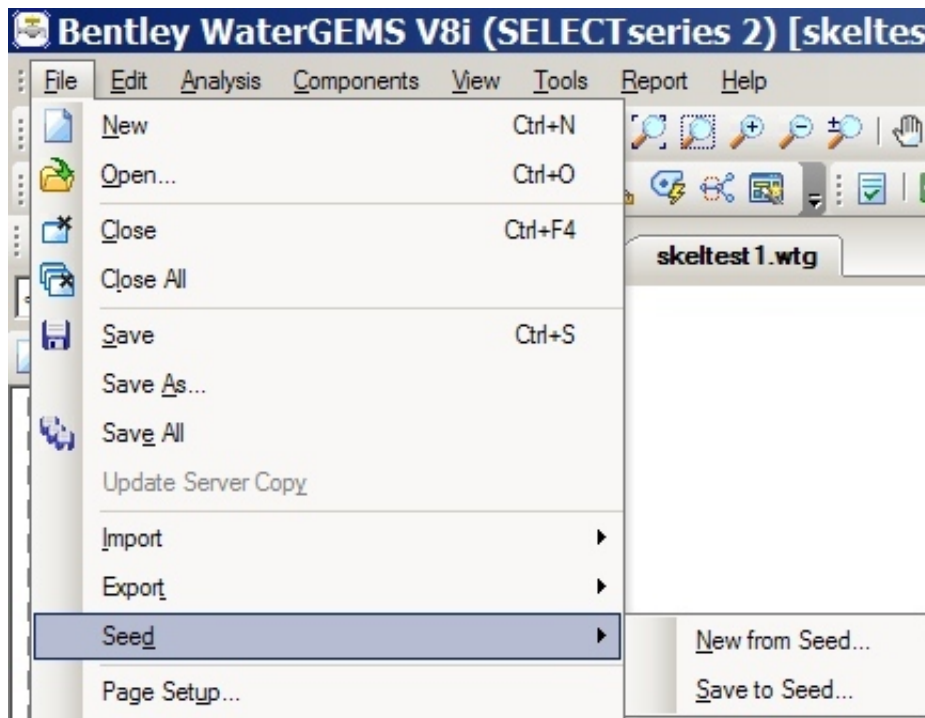 Bentley WaterGEMS V8i (SELECTseries 2) [skeltes
File Edit Analysis Components View Tools Report Help
New Ctrl+N
Open... Ctrl+O
Close Ctrl+F4
Close All
skeltest1.wtg
Save Ctrl+S
Save As...
Save All
Update Server Copy
Import
Export
Seed
New from Seed...
Save to Seed...
Page Setup...